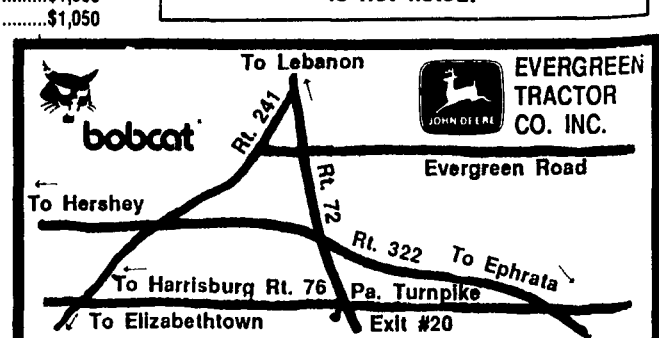 .........$1,050
To Lebanon
bobcat
JOHN DEERE
EVERGREEN
TRACTOR
CO. INC.
Rt. 241
Evergreen Road
Rt. 72
To Hershey
Rt. 322
To Ephrata
To Harrisburg Rt. 76
Pa. Turnpike
To Elizabethtown
Exit #20